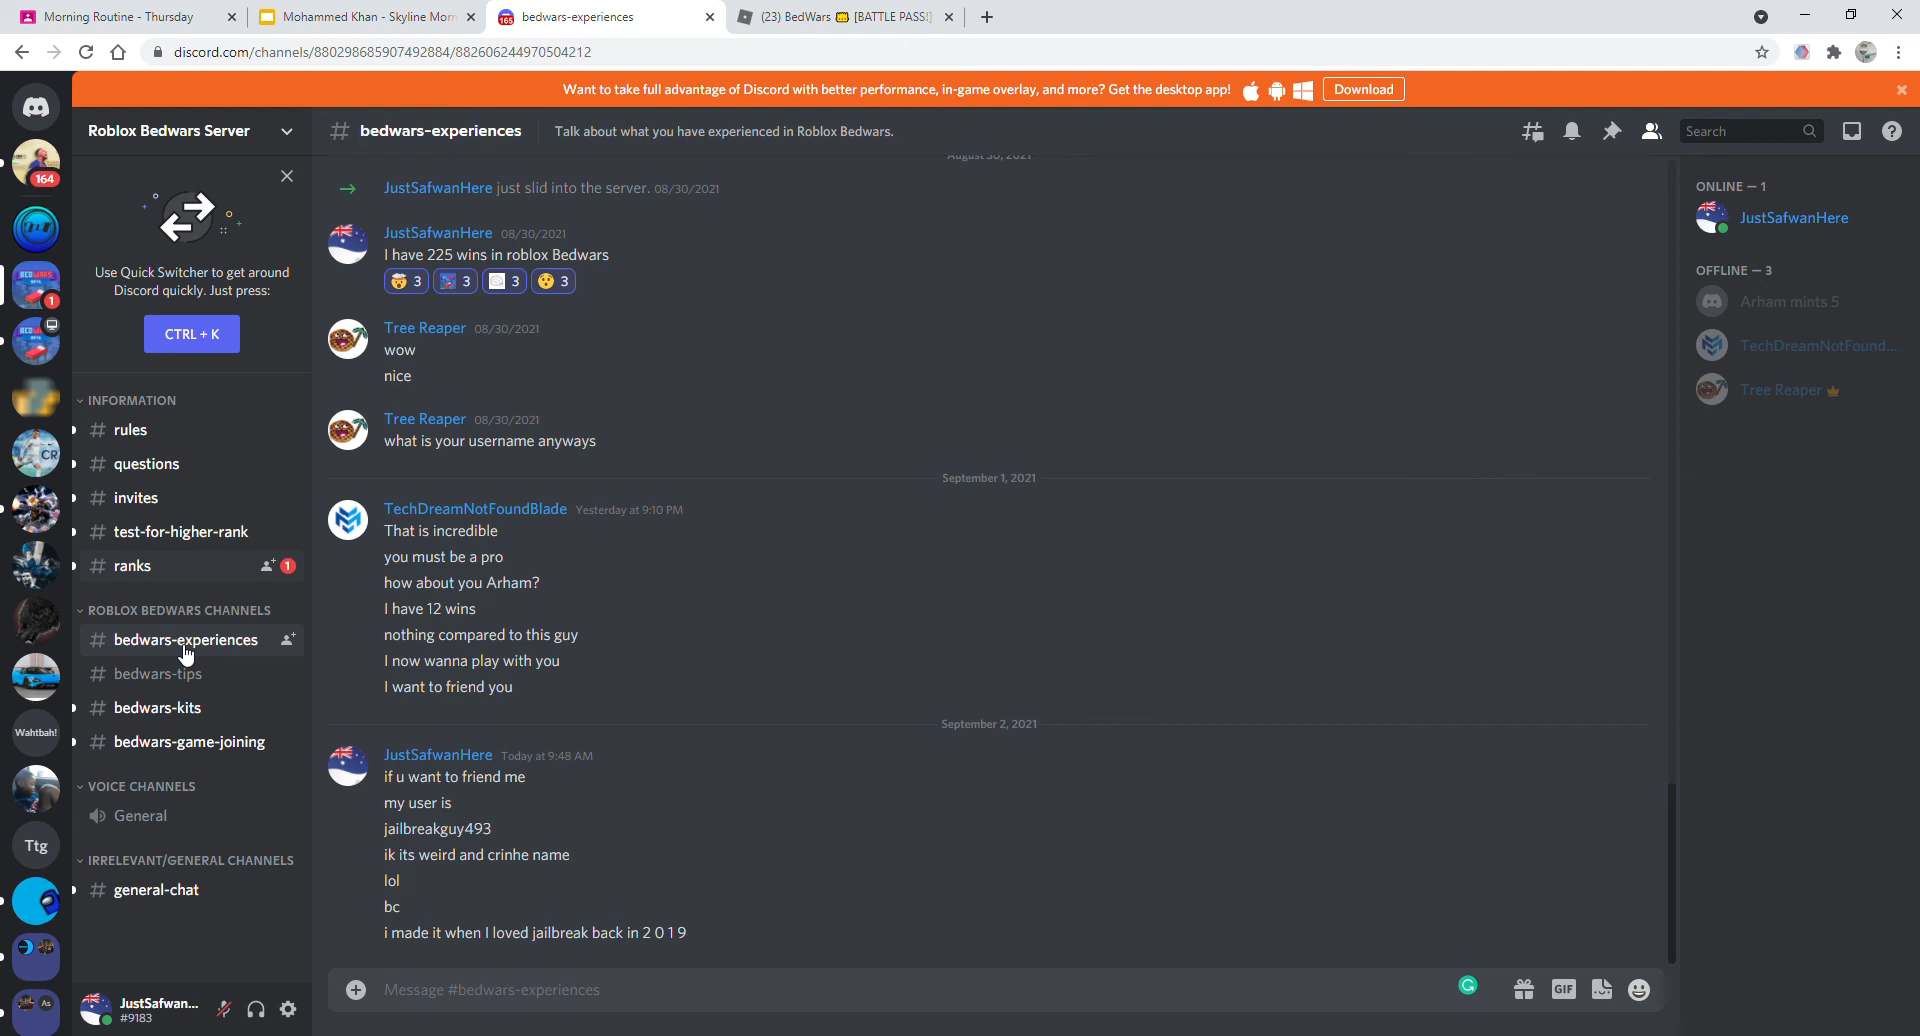 Morning Routine - Thursday
Mohammed Khan - Skyline Morn
165
bedwars-experiences
(23) BedWars [BATTLE PASS!]
discord.com/channels/880298685907492884/882606244970504212
Want to take full advantage of Discord with better performance, in-game overlay, and more? Get the desktop app!
Download
164
1
CR
Wahtbah!
Ttg
As
Roblox Bedwars Server
Use Quick Switcher to get around
Discord quickly. Just press:
CTRL + K
INFORMATION
# rules
# questions
# invites
# test-for-higher-rank
# ranks 1
ROBLOX BEDWARS CHANNELS
# bedwars-experiences
# bedwars-tips
# bedwars-kits
# bedwars-game-joining
VOICE CHANNELS
General
IRRELEVANT/GENERAL CHANNELS
# general-chat
JustSafwan...
#9183
# bedwars-experiences
Talk about what you have experienced in Roblox Bedwars.
Search
August 30, 2021
JustSafwanHere just slid into the server. 08/30/2021
JustSafwanHere 08/30/2021
I have 225 wins in roblox Bedwars
3 3 3 3
Tree Reaper 08/30/2021
wow
nice
Tree Reaper 08/30/2021
what is your username anyways
September 1, 2021
TechDreamNotFoundBlade Yesterday at 9:10 PM
That is incredible
you must be a pro
how about you Arham?
I have 12 wins
nothing compared to this guy
I now wanna play with you
I want to friend you
September 2, 2021
JustSafwanHere Today at 9:48 AM
if u want to friend me
my user is
jailbreakguy493
ik its weird and crinhe name
lol
bc
i made it when I loved jailbreak back in 2 0 1 9
Message #bedwars-experiences
GIF
ONLINE — 1
JustSafwanHere
OFFLINE — 3
Arham mints 5
TechDreamNotFound...
Tree Reaper